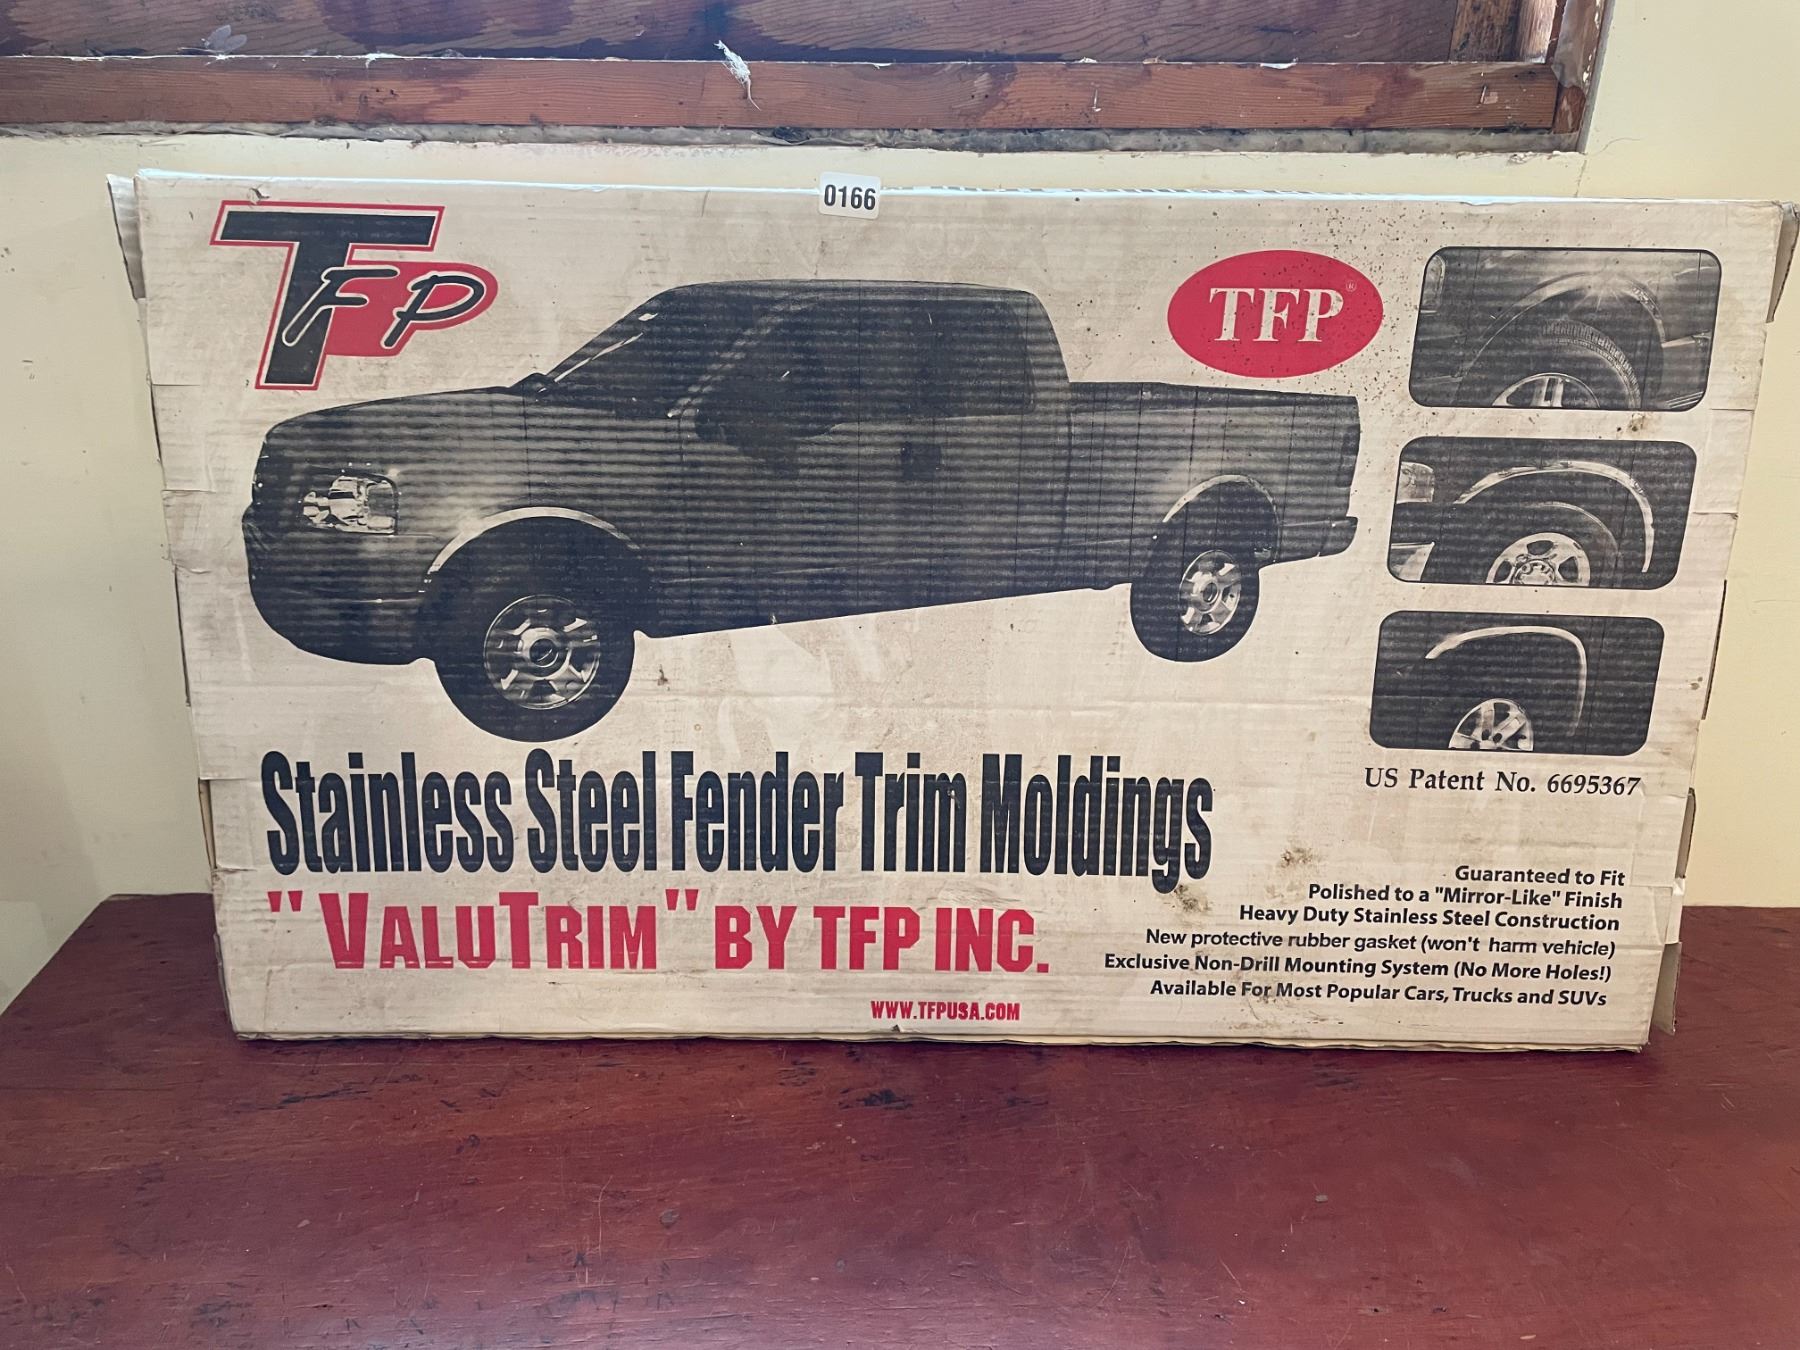 0166
TFP
TFP®
US Patent No. 6695367
Stainless Steel Fender Trim Moldings
"VALUTRIM" BY TFP INC.
WWW.TFPUSA.COM
Guaranteed to Fit
Polished to a "Mirror-Like" Finish
Heavy Duty Stainless Steel Construction
New protective rubber gasket (won't harm vehicle)
Exclusive Non-Drill Mounting System (No More Holes!)
Available For Most Popular Cars, Trucks and SUVs